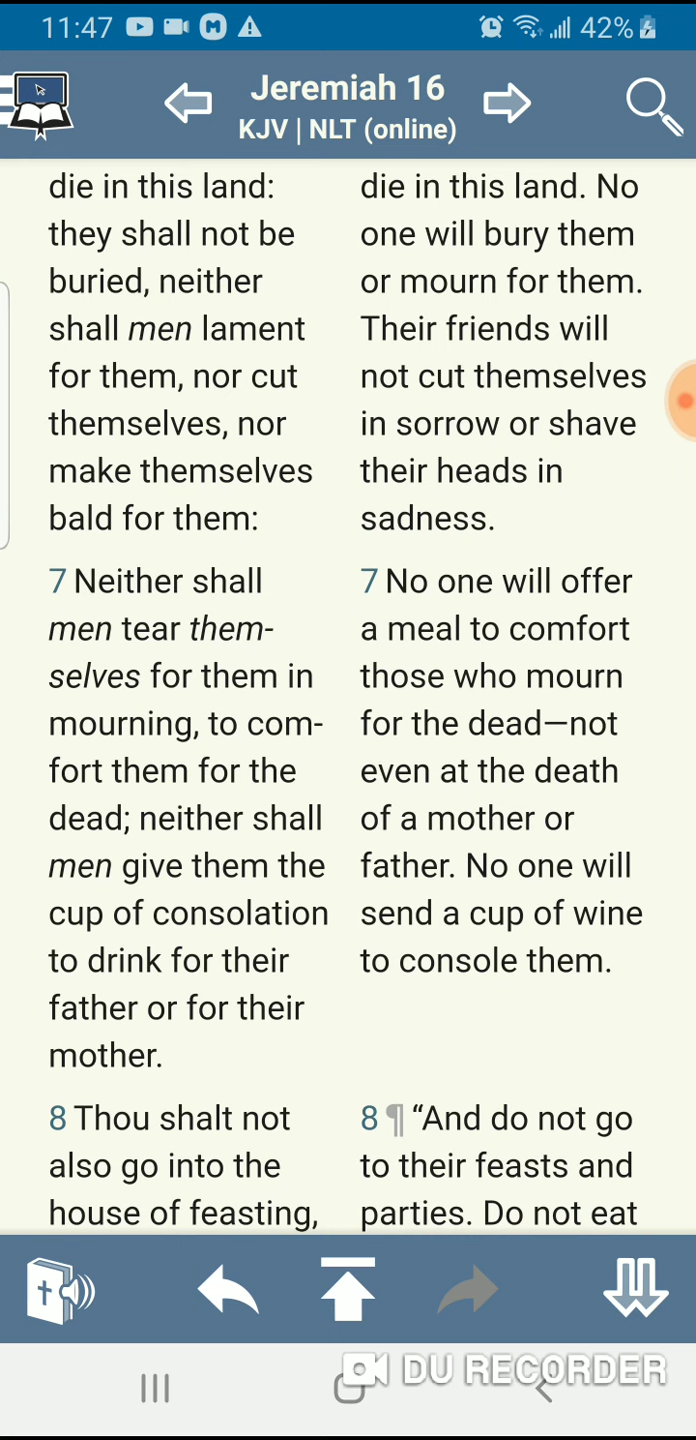 11:47
42%
Jeremiah 16
KJV | NLT (online)
die in this land:
they shall not be
buried, neither
shall men lament
for them, nor cut
themselves, nor
make themselves
bald for them:
7 Neither shall
men tear them-
selves for them in
mourning, to com-
fort them for the
dead; neither shall
men give them the
cup of consolation
to drink for their
father or for their
mother.
8 Thou shalt not
also go into the
house of feasting,
die in this land. No
one will bury them
or mourn for them.
Their friends will
not cut themselves
in sorrow or shave
their heads in
sadness.
7 No one will offer
a meal to comfort
those who mourn
for the dead—not
even at the death
of a mother or
father. No one will
send a cup of wine
to console them.
8 ¶ “And do not go
to their feasts and
parties. Do not eat
DU RECORDER